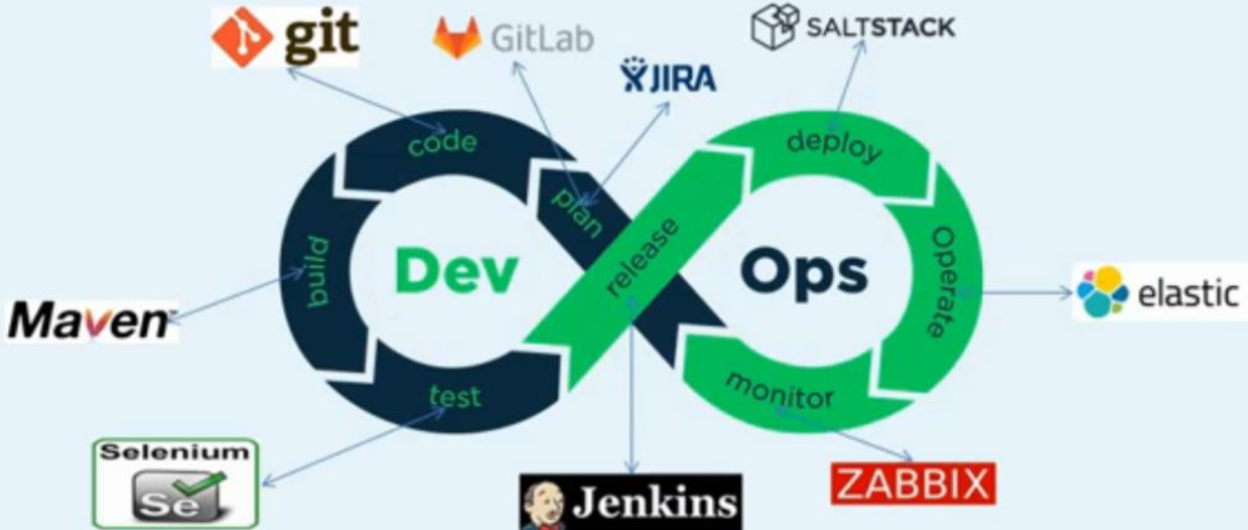 git
GitLab
JIRA
SALTSTACK
code
plan
deploy
build
Dev
release
Ops
Operate
elastic
Maven™
test
monitor
Selenium
Se
Jenkins
ZABBIX